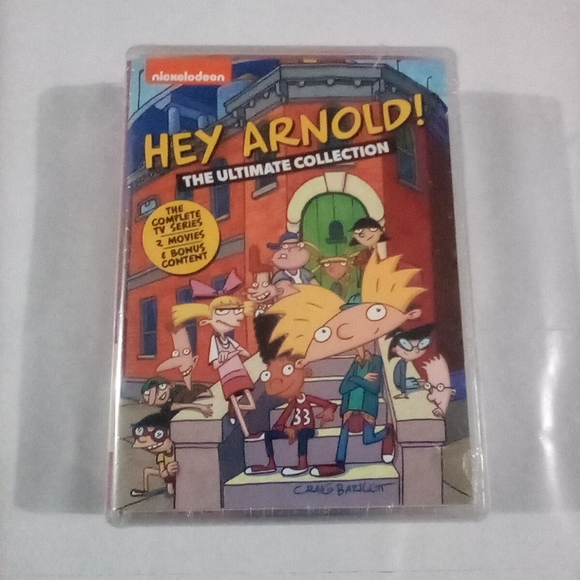 nickelodeon
HEY ARNOLD!
THE ULTIMATE COLLECTION
THE
COMPLETE
TV SERIES
2 MOVIES
& BONUS
CONTENT
33
CRAIG BARTLETT